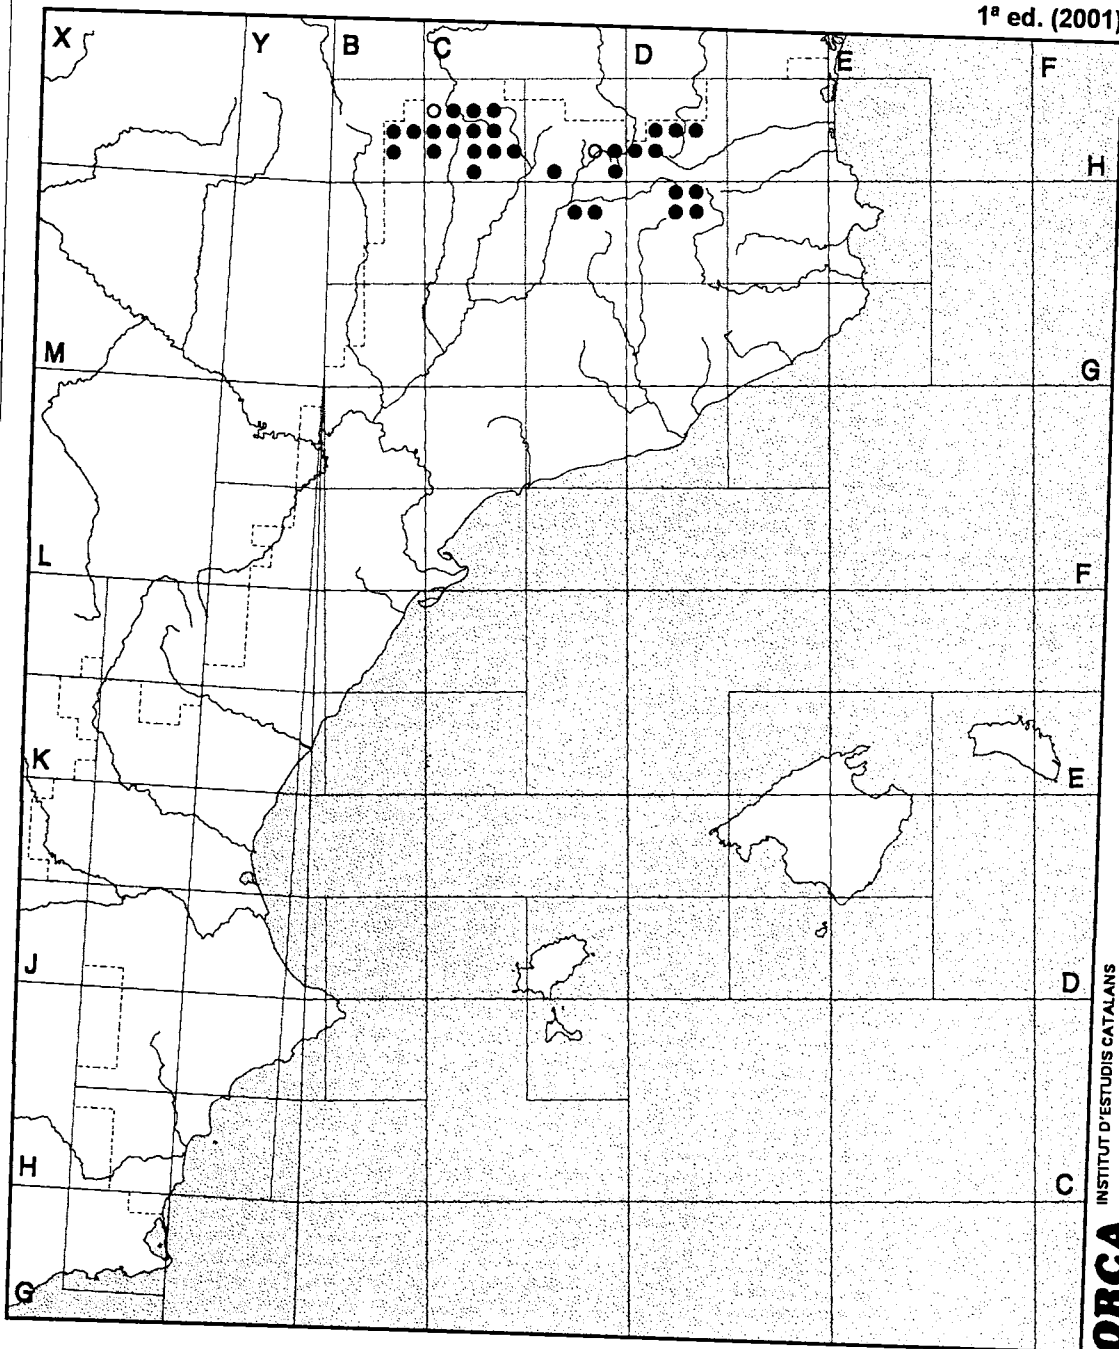 1ª ed. (2001)
X Y B C D E F
H
M G
L F
K E
J D
H C
G
ORCA INSTITUT D'ESTUDIS CATALANS